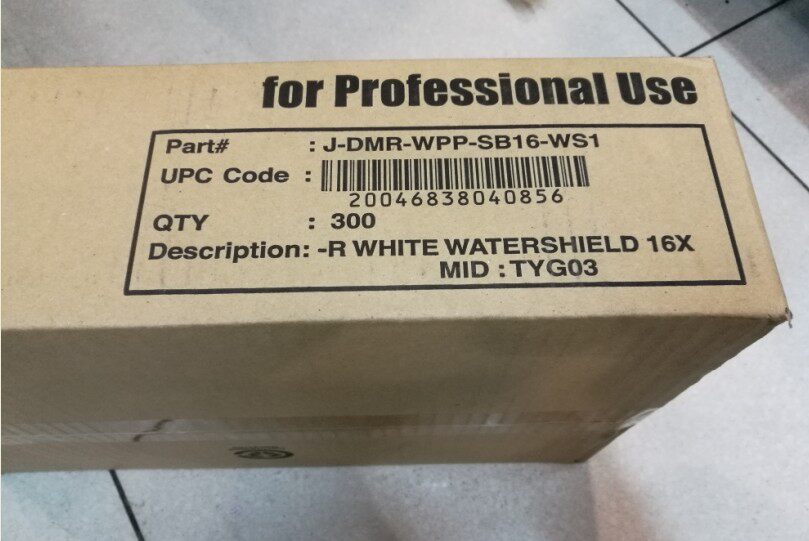 for Professional Use
Part# : J-DMR-WPP-SB16-WS1
UPC Code :
20046838040856
QTY : 300
Description: -R WHITE WATERSHIELD 16X
MID : TYG03